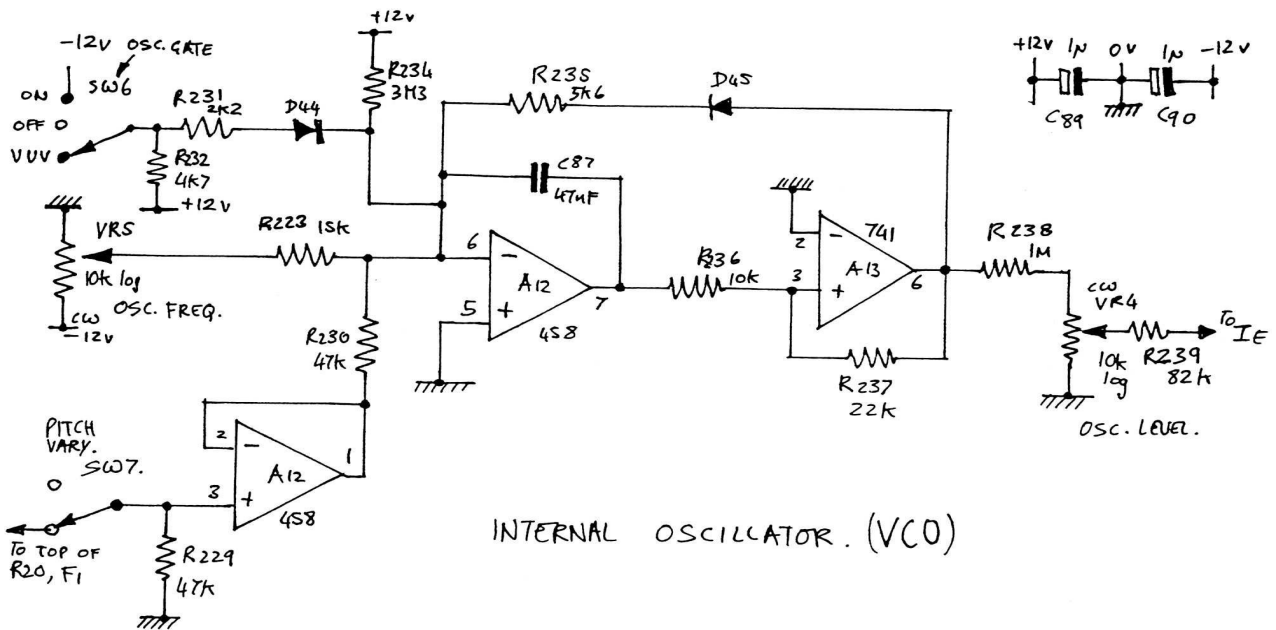 -12V OSC. GATE
SW6
ON
OFF
VUV
R231
2K2
D44
R232
4K7
+12V
+12V
R234
3M3
R235
5K6
D45
+12V
1N
0V
1N
-12V
C89
C90
C87
47nF
VR5
10k log
OSC. FREQ.
CW
-12V
R223 15k
6
-
5
+
A12
458
7
R236
10k
2
-
3
+
741
A13
6
R237
22K
R238
1M
CW
VR4
10k
log
R239
82K
TO
IE
OSC. LEVEL.
R230
47K
PITCH
VARY.
SW7.
2
-
3
+
A12
458
1
R229
47K
TO TOP OF
R20, F1
INTERNAL OSCILLATOR. (VCO)